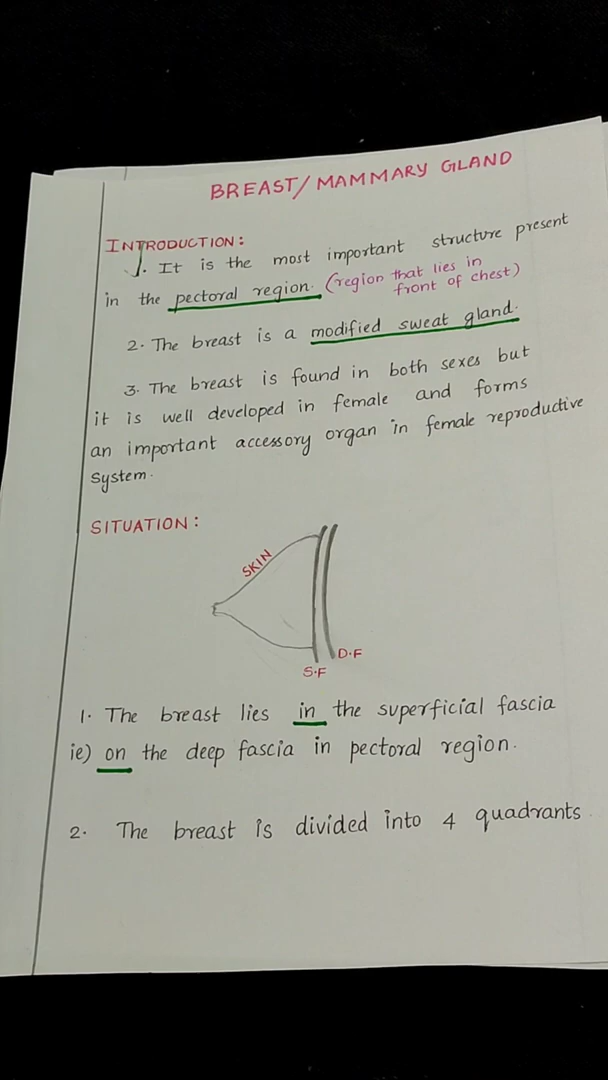 BREAST/MAMMARY GLAND
INTRODUCTION:
1. It is the most important structure present
in the pectoral region. (region that lies in
front of chest)
2. The breast is a modified sweat gland.
3. The breast is found in both sexes but
it is well developed in female and forms
an important accessory organ in female reproductive
system.
SITUATION:
SKIN
D.F
S.F
1. The breast lies in the superficial fascia
ie) on the deep fascia in pectoral region.
2. The breast is divided into 4 quadrants.